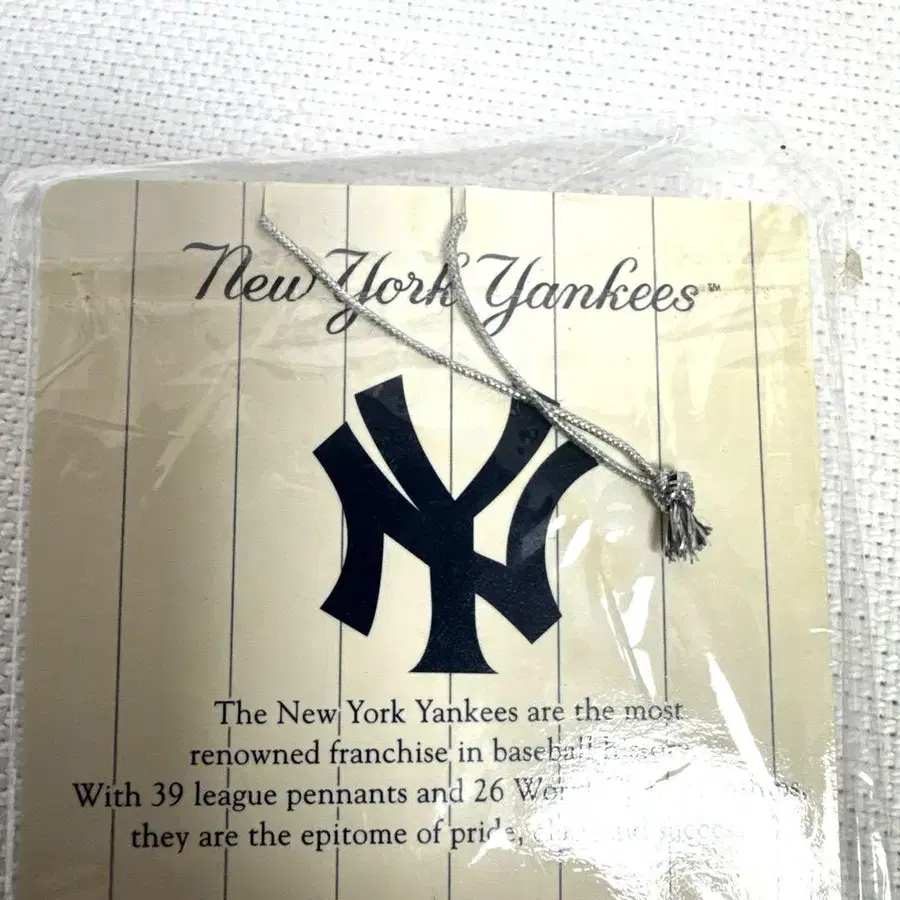 New York Yankees™
NY
The New York Yankees are the most
renowned franchise in baseball
With 39 league pennants and 26
they are the epitome of pride, and